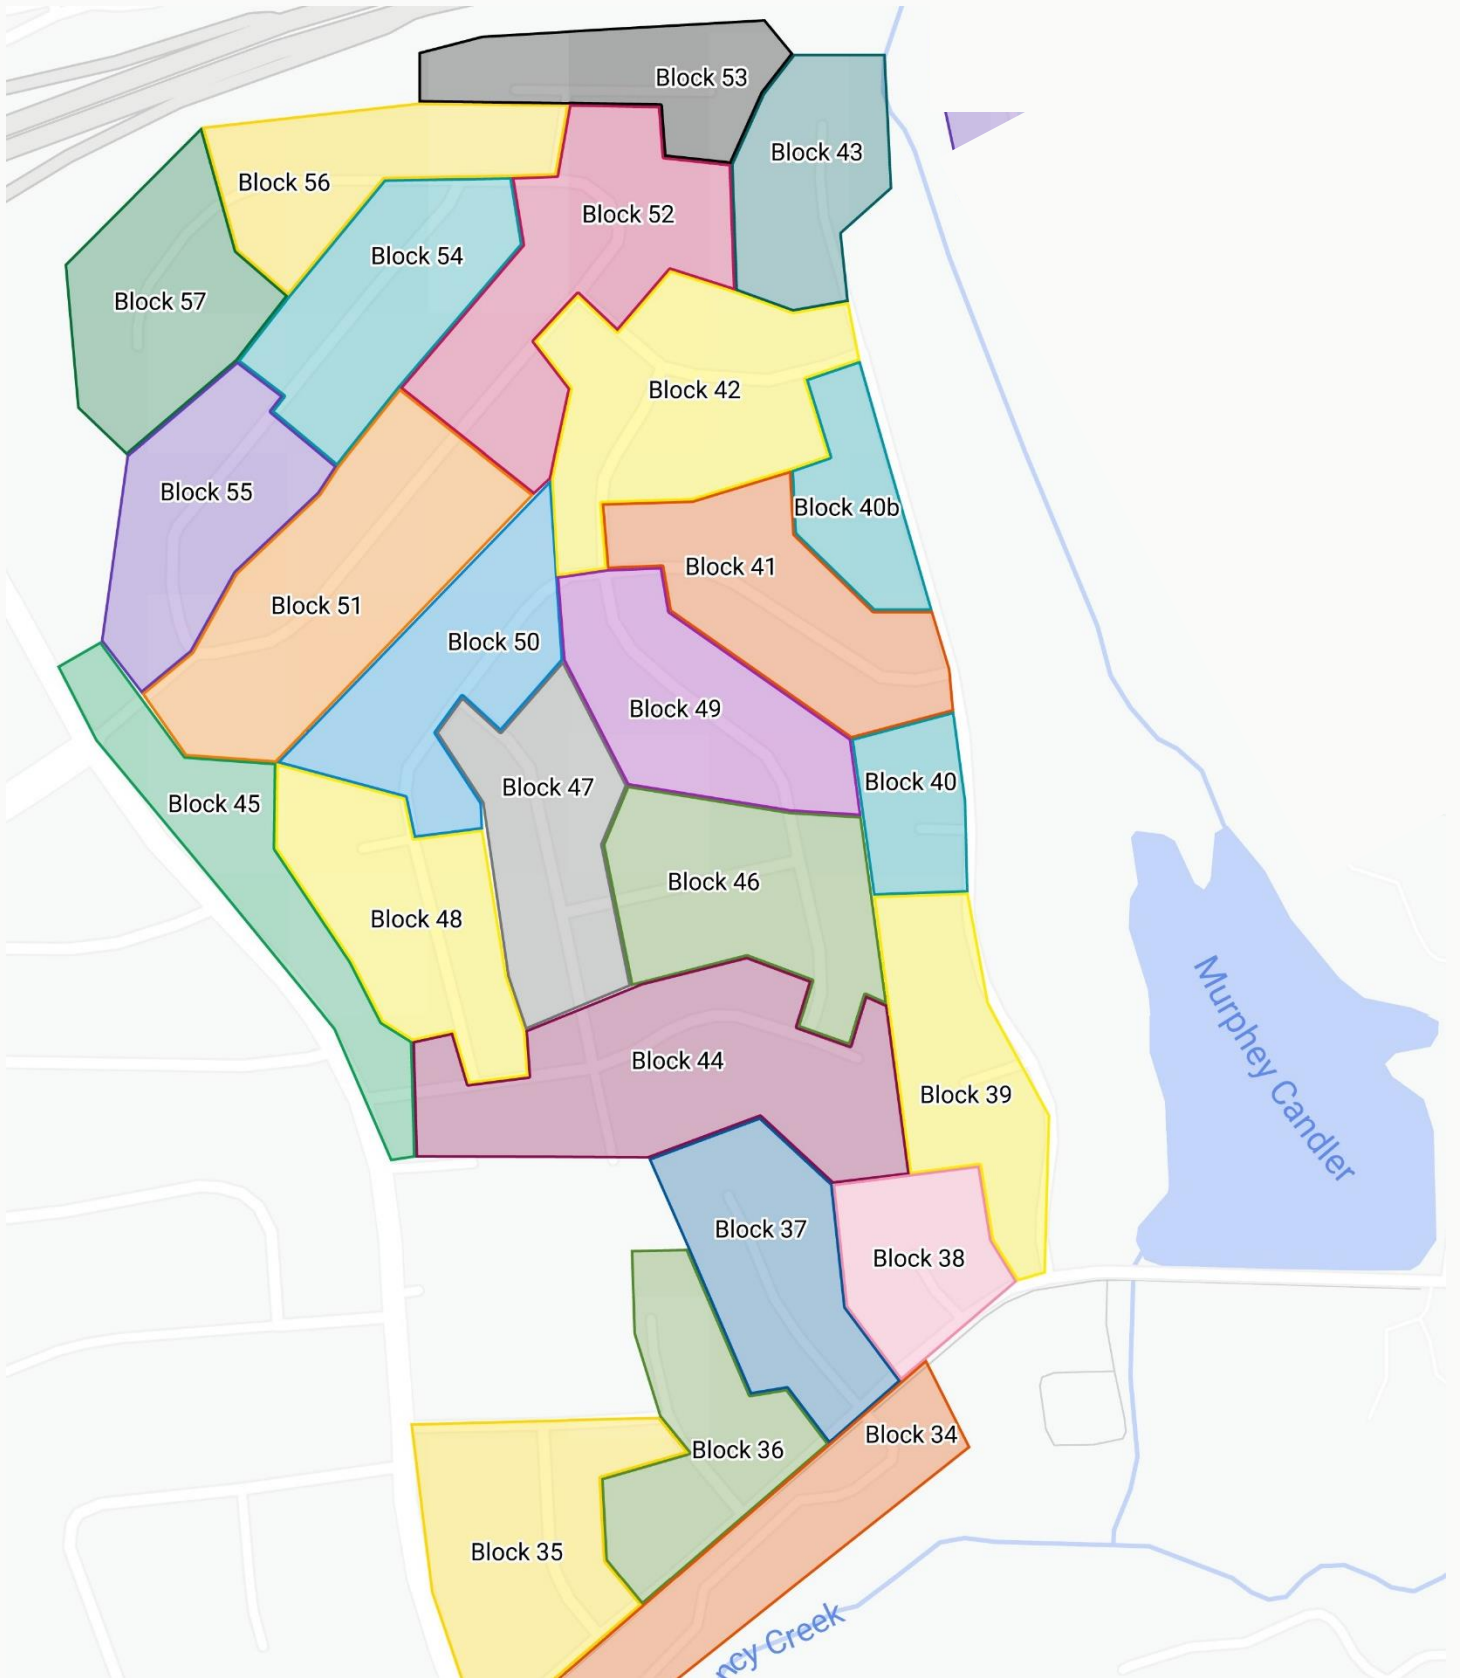 Block 53
Block 43
Block 56
Block 52
Block 54
Block 57
Block 42
Block 55
Block 40b
Block 41
Block 51
Block 50
Block 49
Block 40
Block 47
Block 45
Block 46
Block 48
Murphey Candler
Block 44
Block 39
Block 37
Block 38
Block 34
Block 36
Block 35
ncy Creek